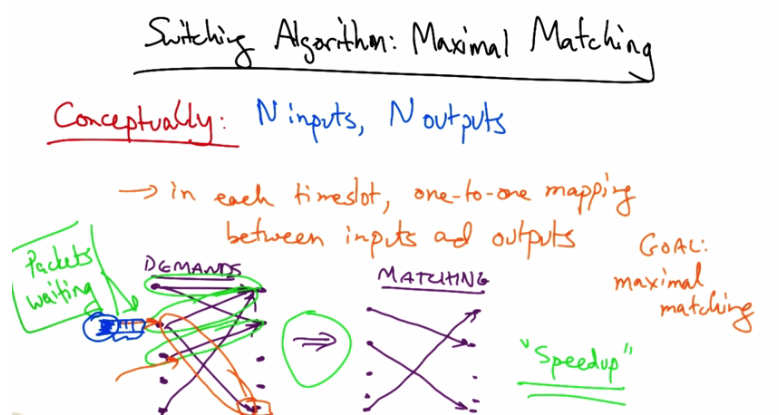 Switching Algorithm: Maximal Matching
Conceptually: N inputs, N outputs
→ in each timeslot, one-to-one mapping
between inputs ad outputs
GOAL:
maximal
matching
Packets
waiting
DEMANDS
MATCHING
⇒
"Speedup"